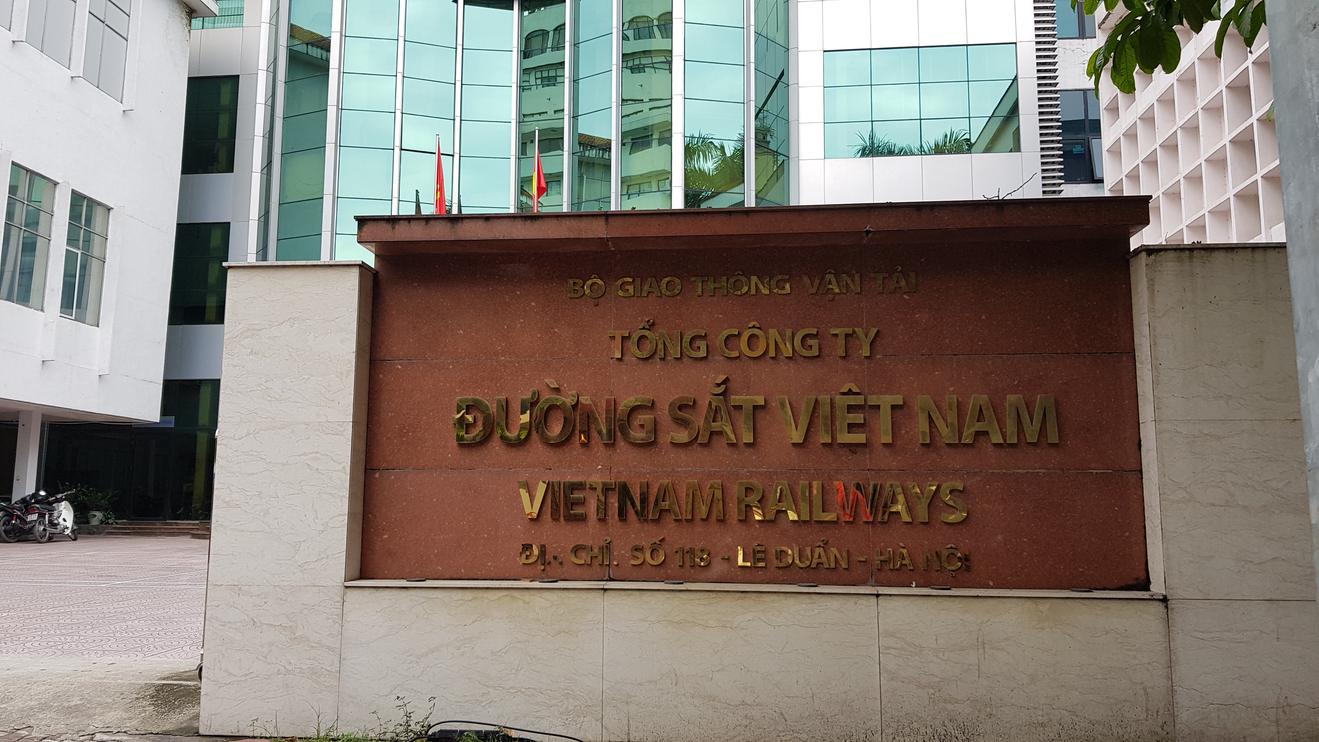 BỘ GIAO THÔNG VẬN TẢI
TỔNG CÔNG TY
ĐƯỜNG SẮT VIỆT NAM
VIETNAM RAILWAYS
ĐỊA CHỈ: SỐ 118 - LÊ DUẨN - HÀ NỘI